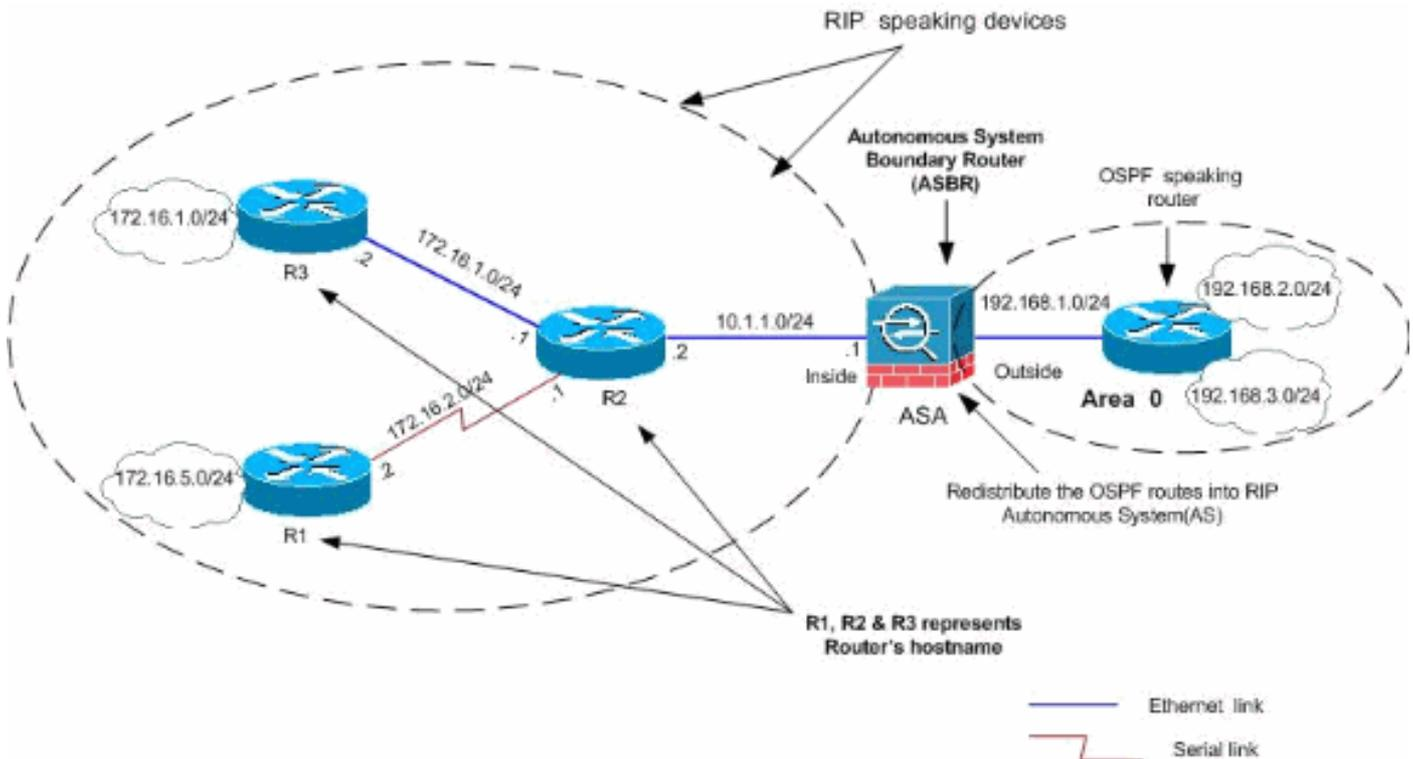 RIP speaking devices
Autonomous System
Boundary Router
(ASBR)
OSPF speaking
router
172.16.1.0/24
R3
.2
172.16.1.0/24
.1
R2
.2
10.1.1.0/24
.1
Inside
ASA
Outside
192.168.1.0/24
192.168.2.0/24
Area 0
192.168.3.0/24
172.16.2.0/24
.1
.2
172.16.5.0/24
R1
Redistribute the OSPF routes into RIP
Autonomous System(AS)
R1, R2 & R3 represents
Router's hostname
Ethernet link
Serial link